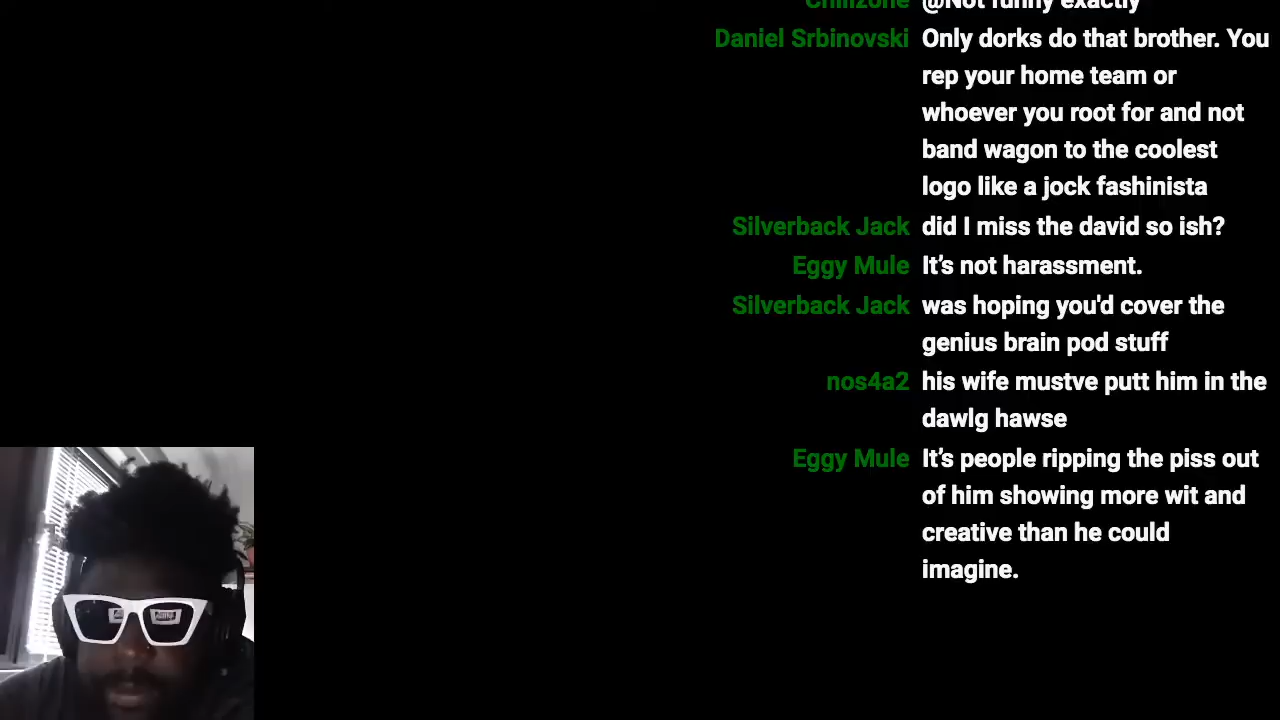 Chillzone @Not funny exactly
Daniel Srbinovski Only dorks do that brother. You
rep your home team or
whoever you root for and not
band wagon to the coolest
logo like a jock fashinista
Silverback Jack did I miss the david so ish?
Eggy Mule It’s not harassment.
Silverback Jack was hoping you'd cover the
genius brain pod stuff
nos4a2 his wife mustve putt him in the
dawlg hawse
Eggy Mule It’s people ripping the piss out
of him showing more wit and
creative than he could
imagine.